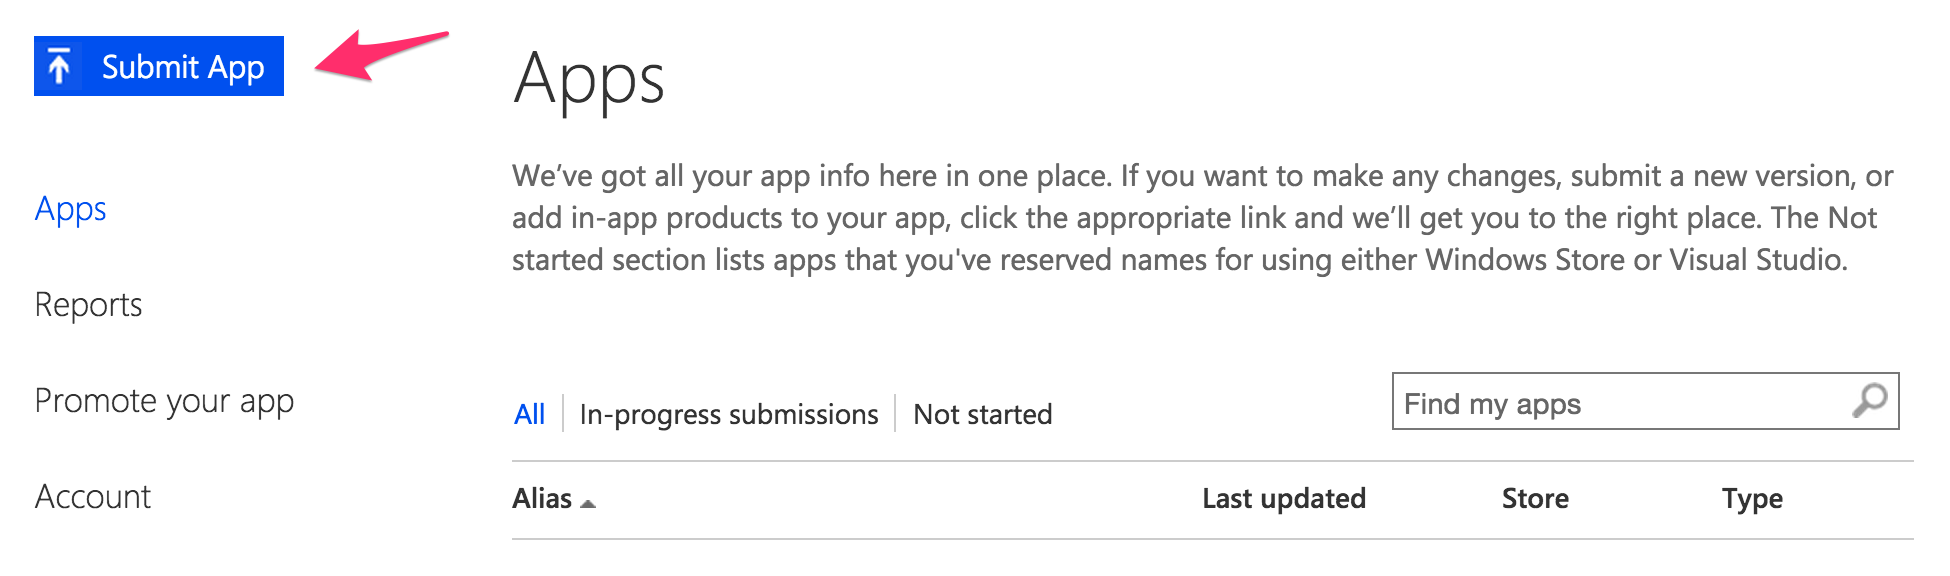 Submit App
Apps
Reports
Promote your app
Account
Apps
We’ve got all your app info here in one place. If you want to make any changes, submit a new version, or
add in-app products to your app, click the appropriate link and we’ll get you to the right place. The Not
started section lists apps that you've reserved names for using either Windows Store or Visual Studio.
All In-progress submissions Not started
Find my apps
Alias Last updated Store Type